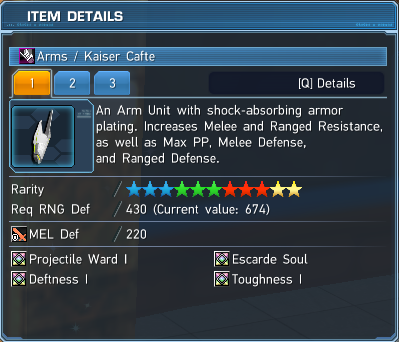 ITEM DETAILS
Arms / Kaiser Cafte
1 2 3 [Q] Details
An Arm Unit with shock-absorbing armor
plating. Increases Melee and Ranged Resistance,
as well as Max PP, Melee Defense,
and Ranged Defense.
Rarity / ★★★★★★★★★★★
Req RNG Def / 430 (Current value: 674)
MEL Def / 220
Projectile Ward I Escarde Soul
Deftness I Toughness I